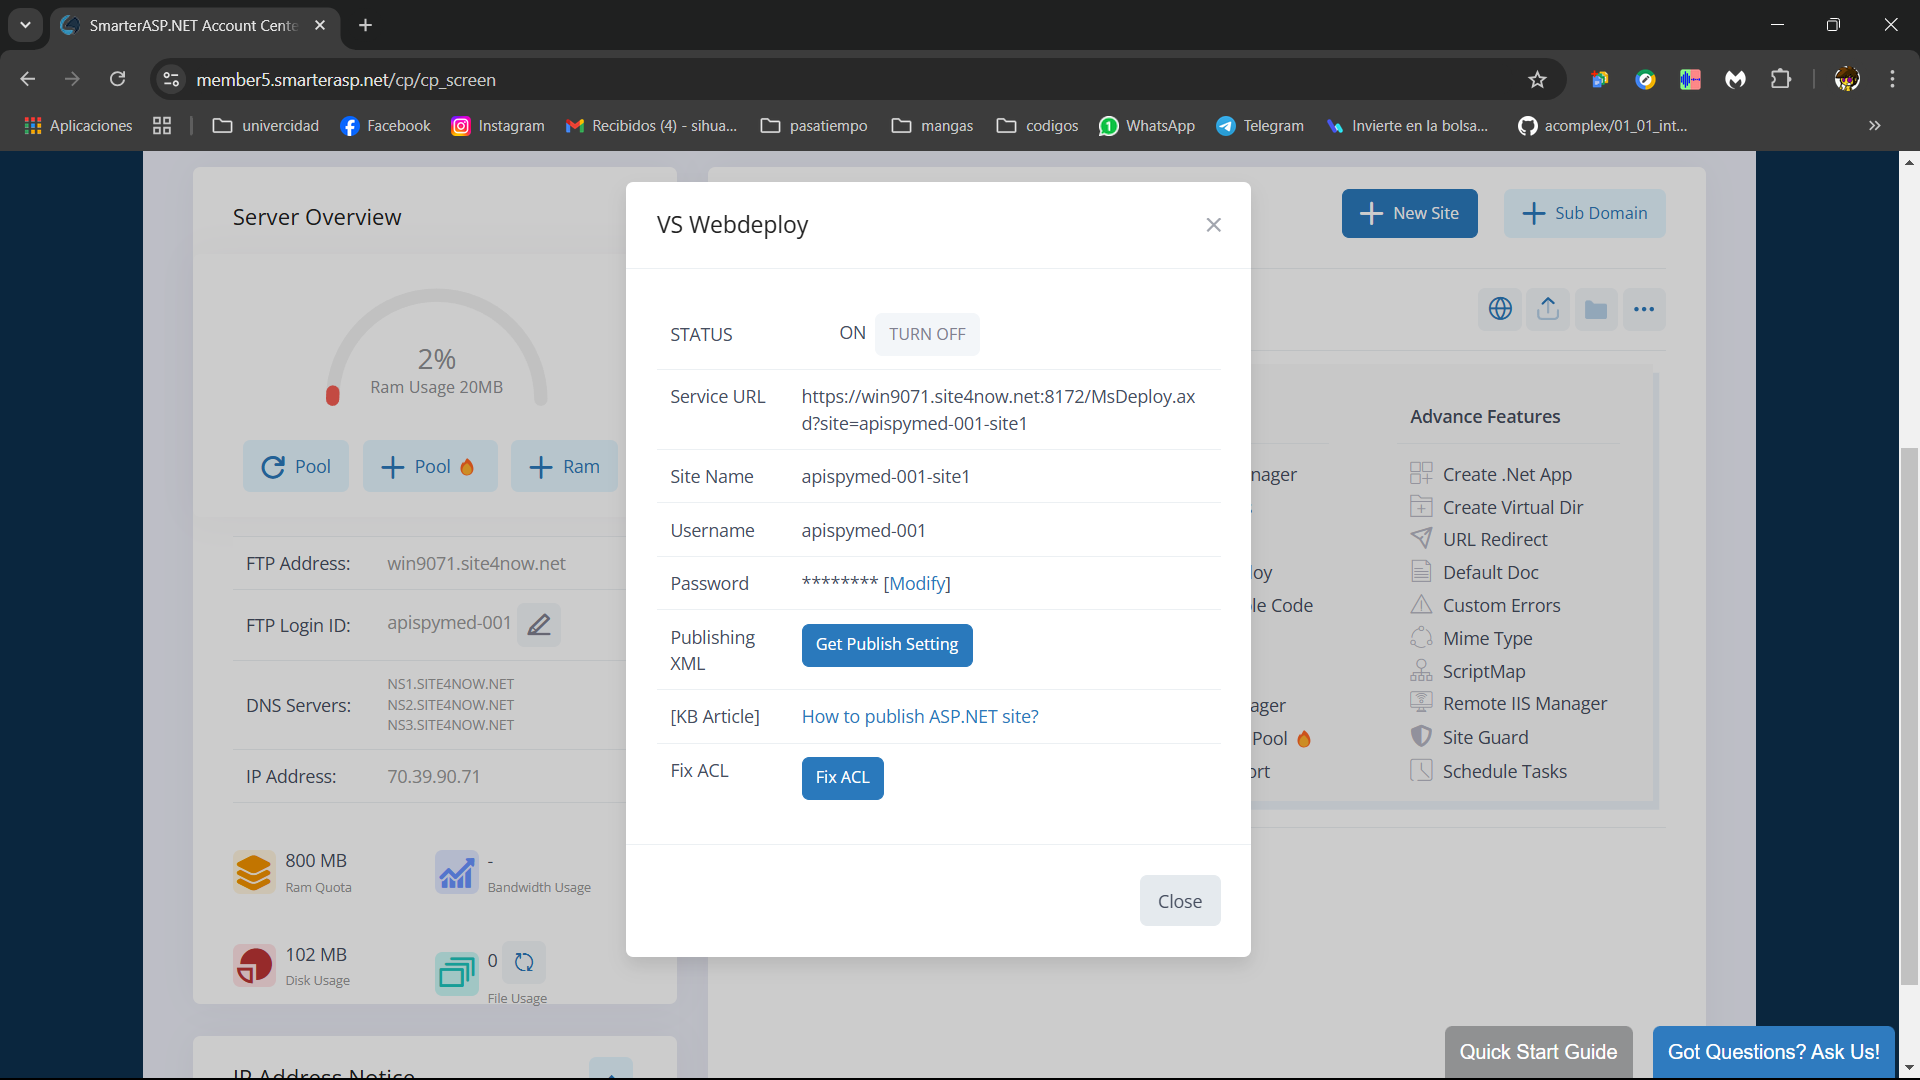 SmarterASP.NET Account Cente
member5.smarterasp.net/cp/cp_screen
Aplicaciones
univercidad
Facebook
Instagram
Recibidos (4) - sihua...
pasatiempo
mangas
codigos
WhatsApp
Telegram
Invierte en la bolsa...
acomplex/01_01_int...
Server Overview
2%
Ram Usage 20MB
Pool
Pool
Ram
FTP Address: win9071.site4now.net
FTP Login ID: apispymed-001
DNS Servers:
NS1.SITE4NOW.NET
NS2.SITE4NOW.NET
NS3.SITE4NOW.NET
IP Address: 70.39.90.71
800 MB
Ram Quota
-
Bandwidth Usage
102 MB
Disk Usage
0
File Usage
VS Webdeploy
STATUS ON TURN OFF
Service URL https://win9071.site4now.net:8172/MsDeploy.ax
d?site=apispymed-001-site1
Site Name apispymed-001-site1
Username apispymed-001
Password ******** [Modify]
Publishing
XML
Get Publish Setting
[KB Article] How to publish ASP.NET site?
Fix ACL Fix ACL
Close
New Site
Sub Domain
nager
oy
le Code
ager
Pool
ort
Advance Features
Create .Net App
Create Virtual Dir
URL Redirect
Default Doc
Custom Errors
Mime Type
ScriptMap
Remote IIS Manager
Site Guard
Schedule Tasks
IP Address Notice
Quick Start Guide
Got Questions? Ask Us!